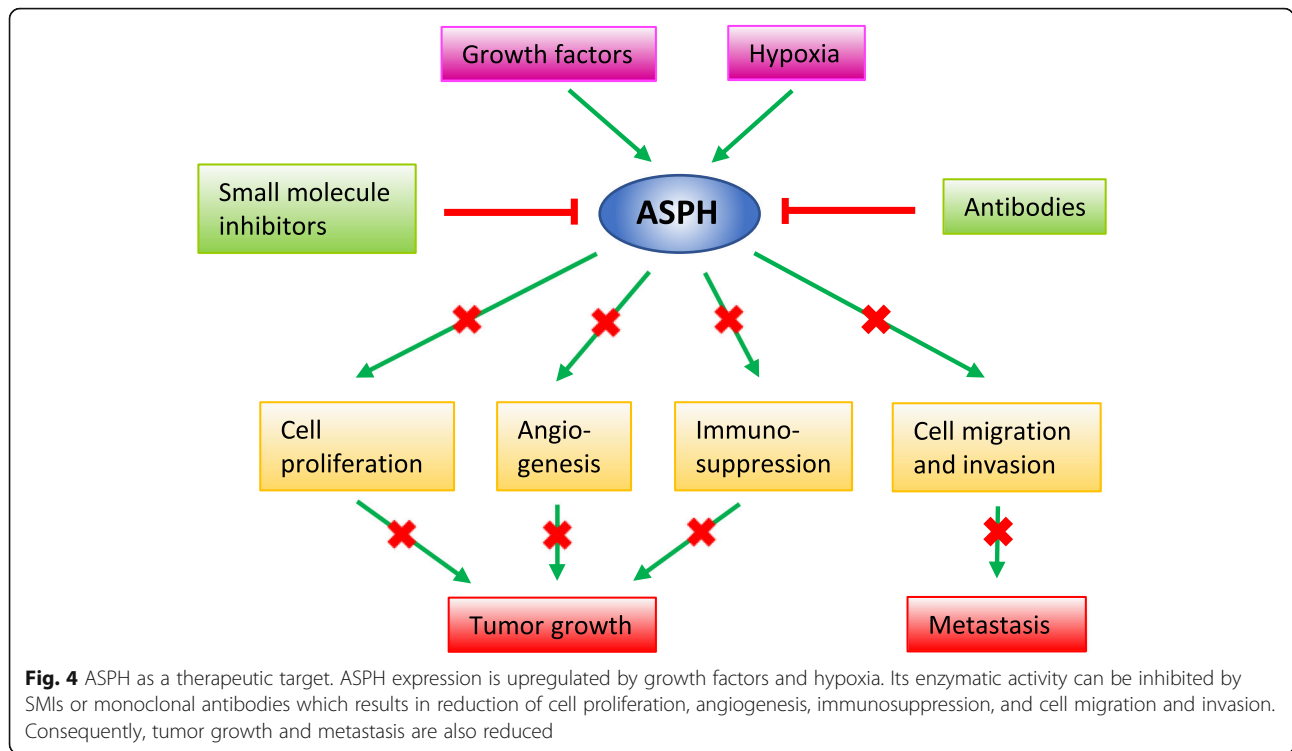 Growth factors
Hypoxia
Small molecule
inhibitors
ASPH
Antibodies
Cell
proliferation
Angio-
genesis
Immuno-
suppression
Cell migration
and invasion
Tumor growth
Metastasis
Fig. 4 ASPH as a therapeutic target. ASPH expression is upregulated by growth factors and hypoxia. Its enzymatic activity can be inhibited by
SMIs or monoclonal antibodies which results in reduction of cell proliferation, angiogenesis, immunosuppression, and cell migration and invasion.
Consequently, tumor growth and metastasis are also reduced